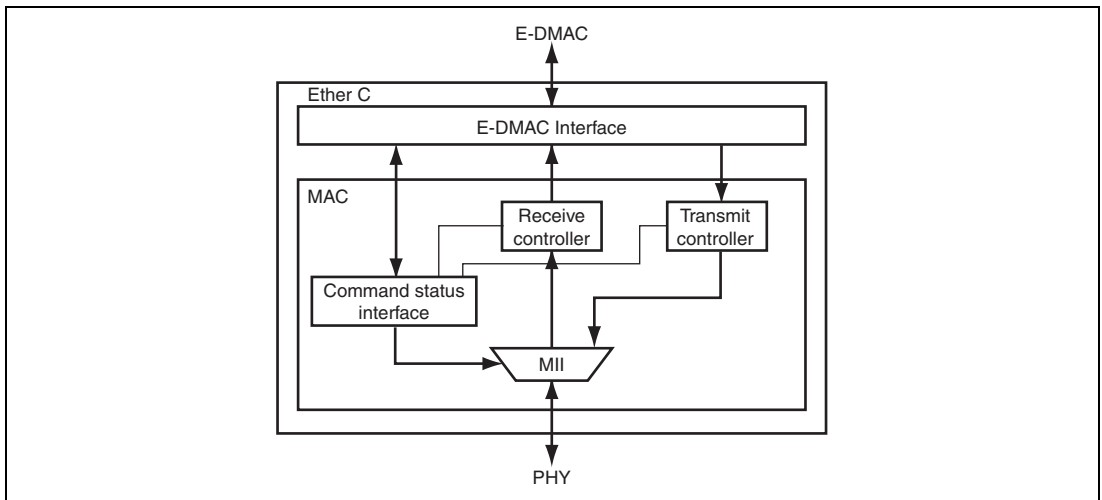 E-DMAC
Ether C
E-DMAC Interface
MAC
Receive
controller
Transmit
controller
Command status
interface
MII
PHY